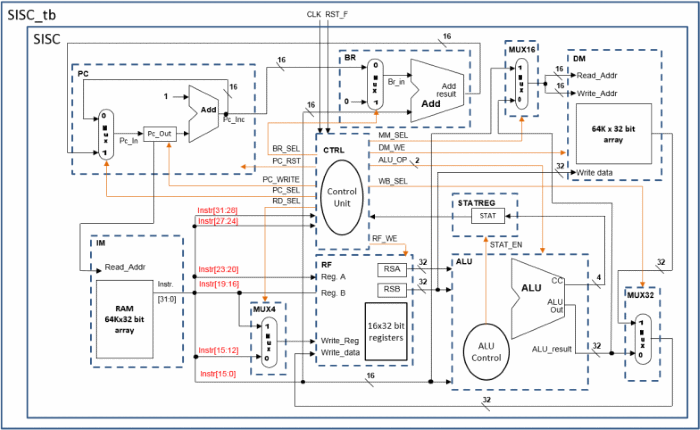 SISC_tb
CLK RST_F
SISC
16
PC
16
1
Add
Pc_Inc
0
Mux
1
Pc_In
Pc_Out
16
BR
0
Mux
1
Br_in
0
Add
result
Add
16
MUX16
1
Mux
0
16
16
DM
Read_Addr
Write_Addr
64K x 32 bit
array
32
Write data
16
CTRL
Control
Unit
BR_SEL
PC_RST
PC_WRITE
PC_SEL
RD_SEL
MM_SEL
DM_WE
ALU_OP
2
WB_SEL
RF_WE
STATREG
STAT
STAT_EN
Instr[31:28]
Instr[27:24]
Instr[23:20]
Instr[19:16]
Instr[15:12]
Instr[15:0]
IM
Read_Addr
Instr.
[31:0]
RAM
64Kx32 bit
array
MUX4
1
Mux
0
RF
Reg. A
Reg. B
RSA
RSB
32
32
Write_Reg
Write_data
16x32 bit
registers
16
ALU
ALU
CC
ALU
Out
4
ALU
Control
ALU_result
32
32
MUX32
1
Mux
0
32